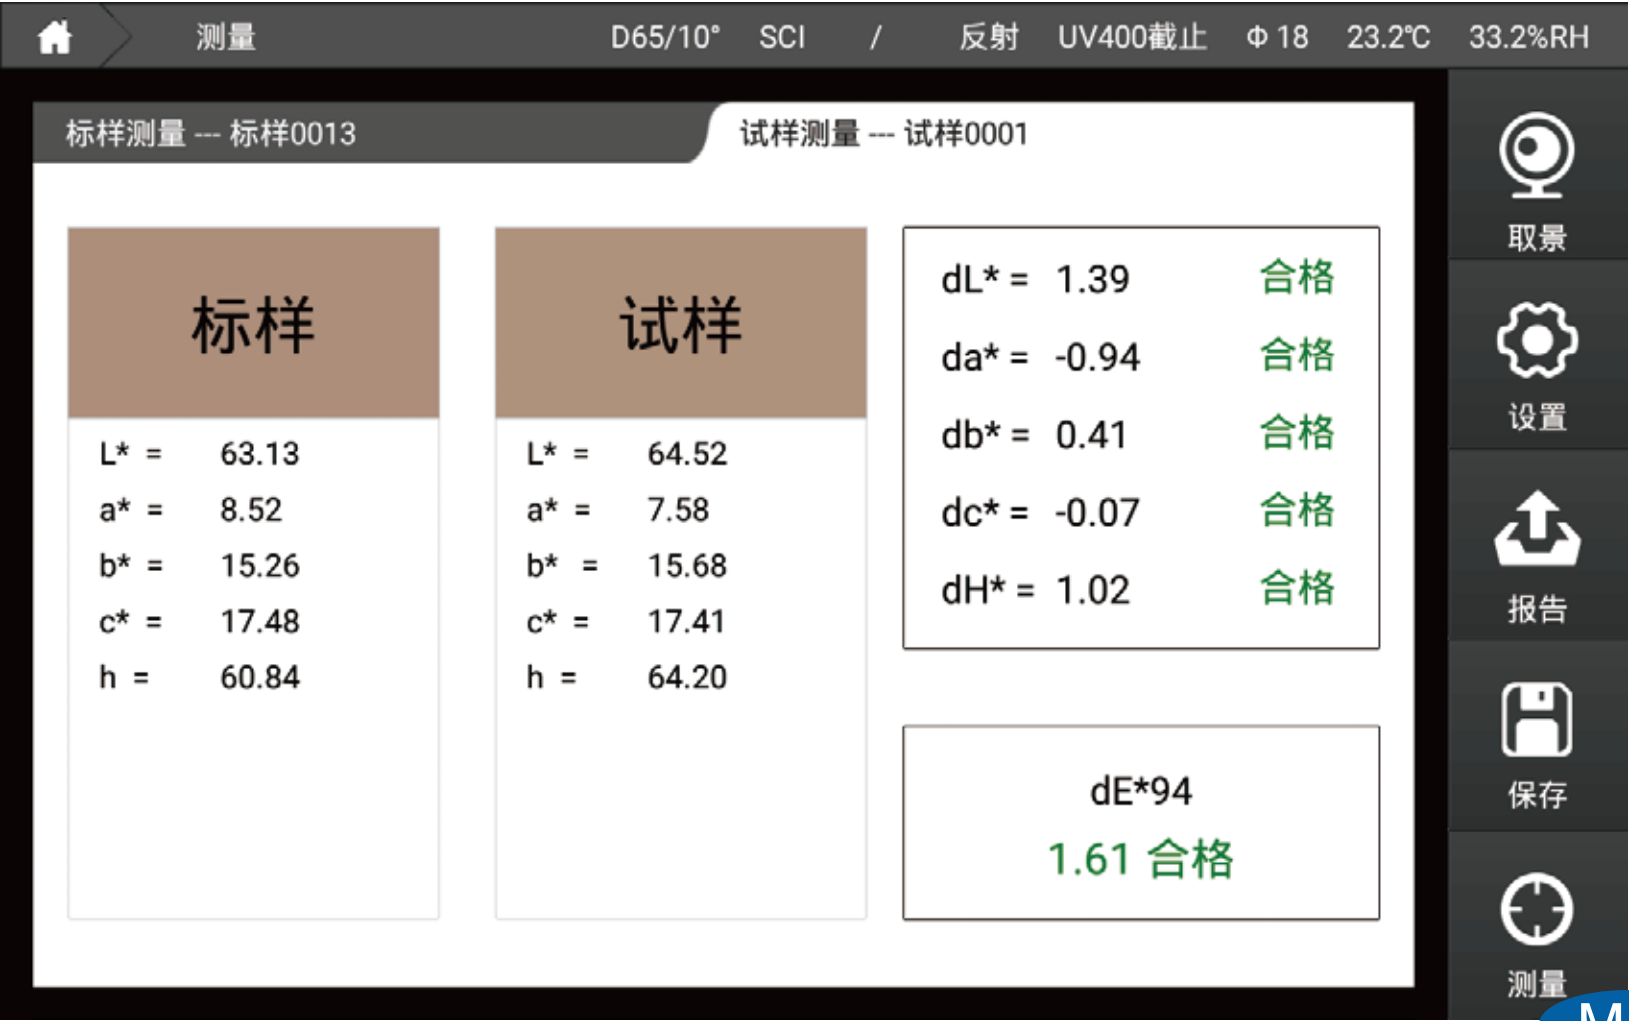 测量 D65/10° SCI / 反射 UV400截止 Φ 18 23.2℃ 33.2%RH
标样测量 --- 标样0013
试样测量 --- 试样0001
标样
L* = 63.13
a* = 8.52
b* = 15.26
c* = 17.48
h = 60.84
试样
L* = 64.52
a* = 7.58
b* = 15.68
c* = 17.41
h = 64.20
dL* = 1.39 合格
da* = -0.94 合格
db* = 0.41 合格
dc* = -0.07 合格
dH* = 1.02 合格
dE*94
1.61 合格
取景
设置
报告
保存
测量
M